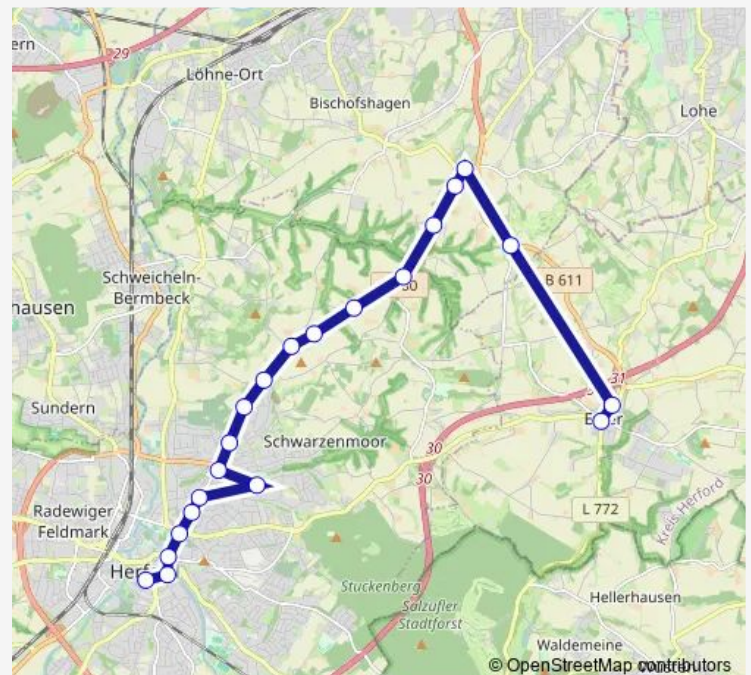 ern
29
Löhne-Ort
Bischofshagen
Lohe
Schweicheln-
Bermbeck
hausen
B 611
31
Sundern
Schwarzenmoor
30
30
L 772
Kreis Herford
Radewiger
Feldmark
Herf
Stuckenberg
Salzufler
Stadtforst
Hellerhausen
Waldemeine
© OpenStreetMap contributors